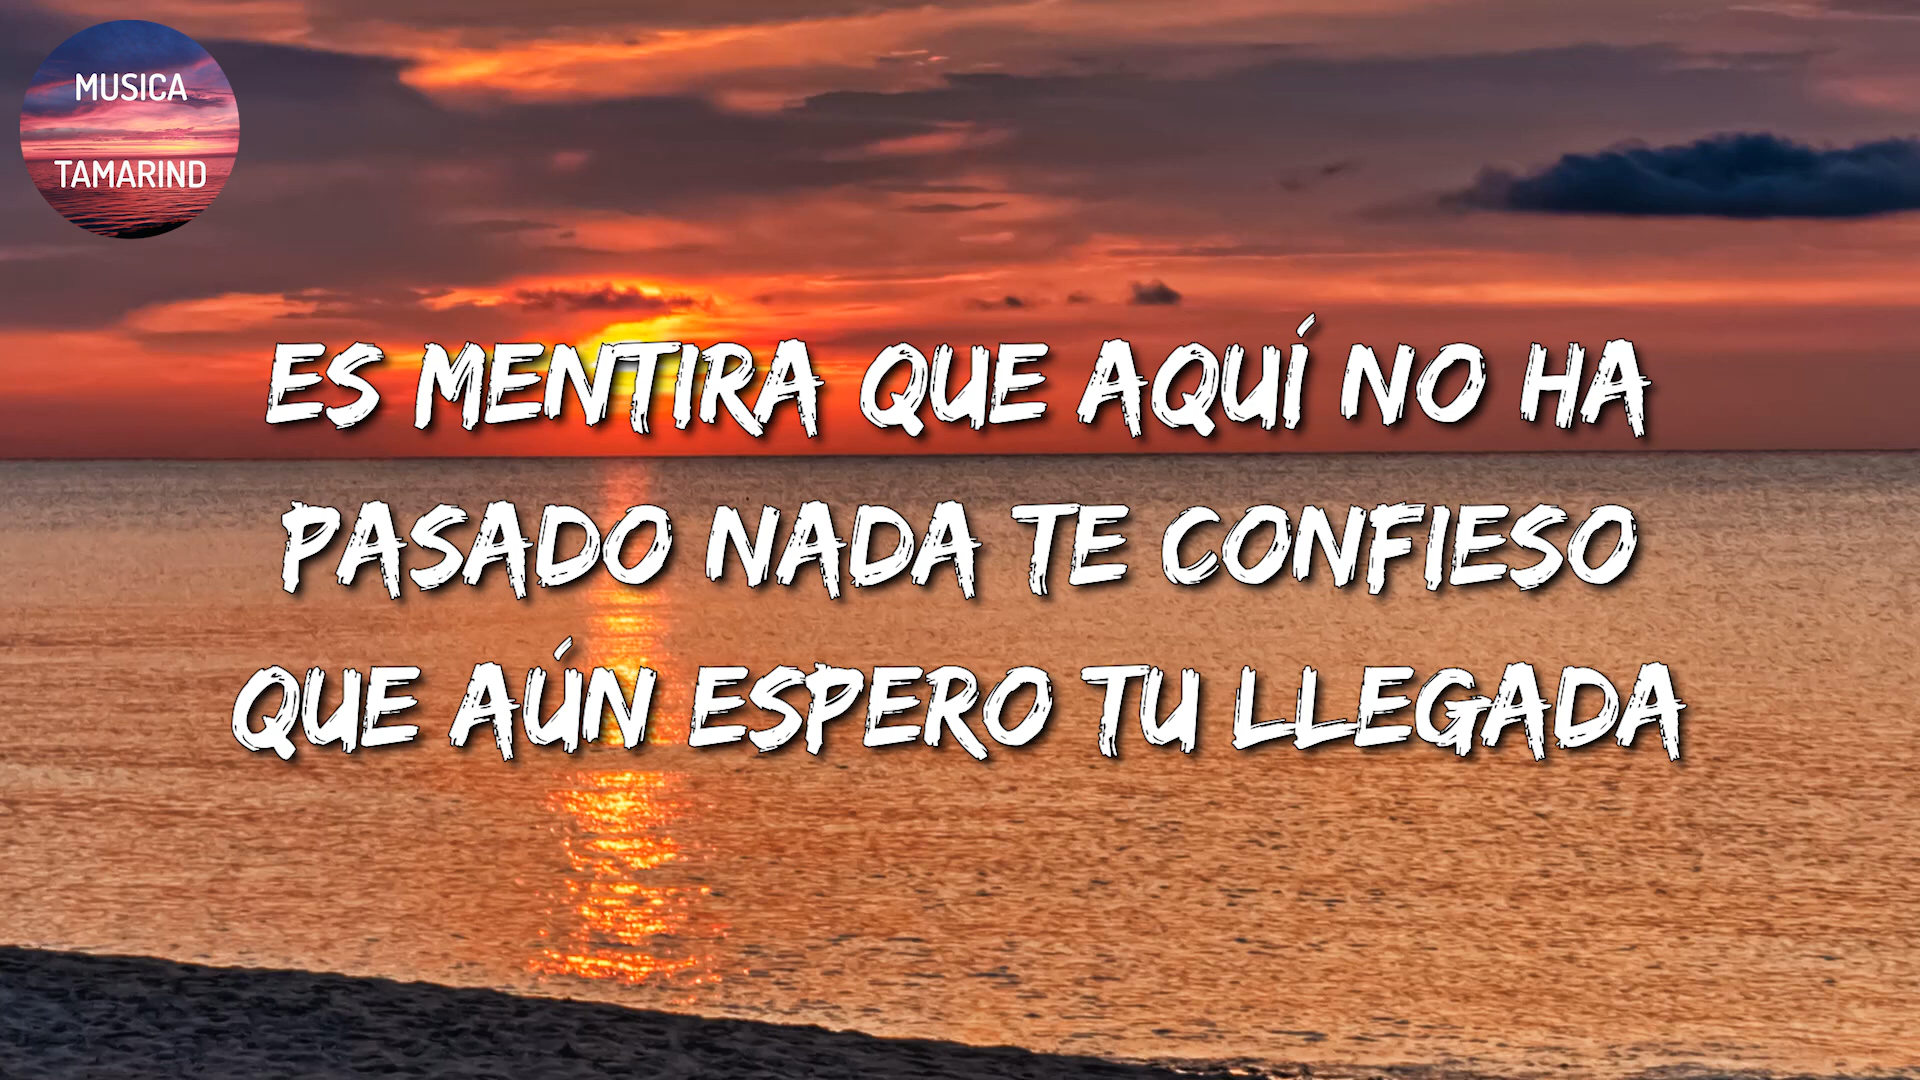 MUSICA
TAMARIND
ES MENTIRA QUE AQUÍ NO HA
PASADO NADA TE CONFIESO
QUE AÚN ESPERO TU LLEGADA